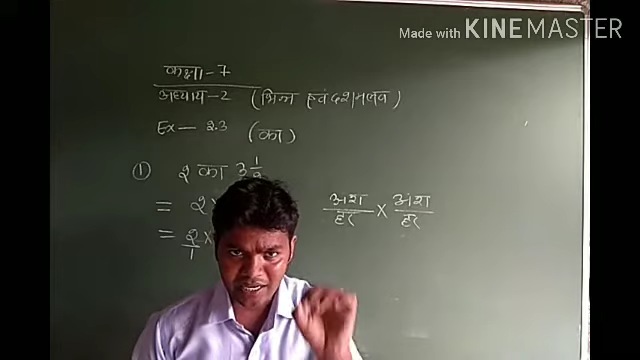 Made with KINEMASTER
कक्षा-7
अध्याय-2 (भिन्न एवं दशमलव)
Ex- 2.3 (का)
① 2 का 3 1/2
= 2 ×
= 2/1 ×
अंश/हर × अंश/हर